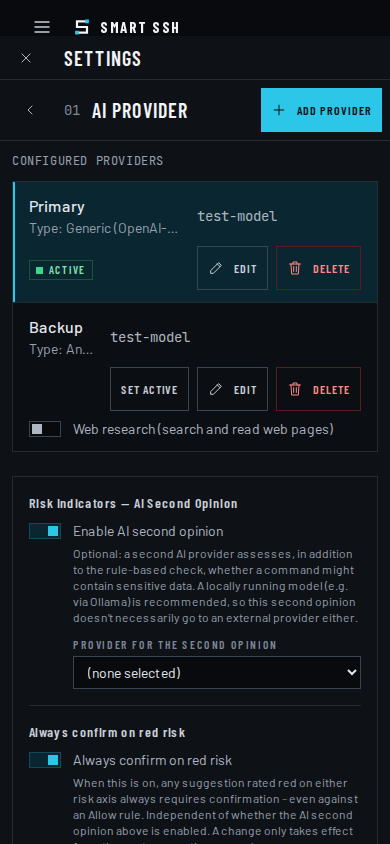 SMART SSH
SETTINGS
01 AI PROVIDER
ADD PROVIDER
CONFIGURED PROVIDERS
Primary
Type: Generic (OpenAI-...
test-model
ACTIVE
EDIT
DELETE
Backup
Type: An...
test-model
SET ACTIVE
EDIT
DELETE
Web research (search and read web pages)
Risk Indicators — AI Second Opinion
Enable AI second opinion
Optional: a second AI provider assesses, in addition
to the rule-based check, whether a command might
contain sensitive data. A locally running model (e.g.
via Ollama) is recommended, so this second opinion
doesn't necessarily go to an external provider either.
PROVIDER FOR THE SECOND OPINION
(none selected)
Always confirm on red risk
Always confirm on red risk
When this is on, any suggestion rated red on either
risk axis always requires confirmation - even against
an Allow rule. Independent of whether the AI second
opinion above is enabled. A change only takes effect